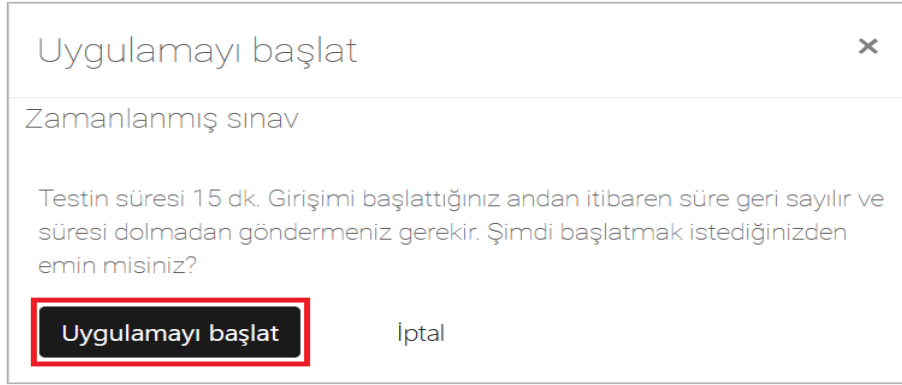 Uygulamayı başlat
×
Zamanlanmış sınav
Testin süresi 15 dk. Girişimi başlattığınız andan itibaren süre geri sayılır ve
süresi dolmadan göndermeniz gerekir. Şimdi başlatmak istediğinizden
emin misiniz?
Uygulamayı başlat
İptal